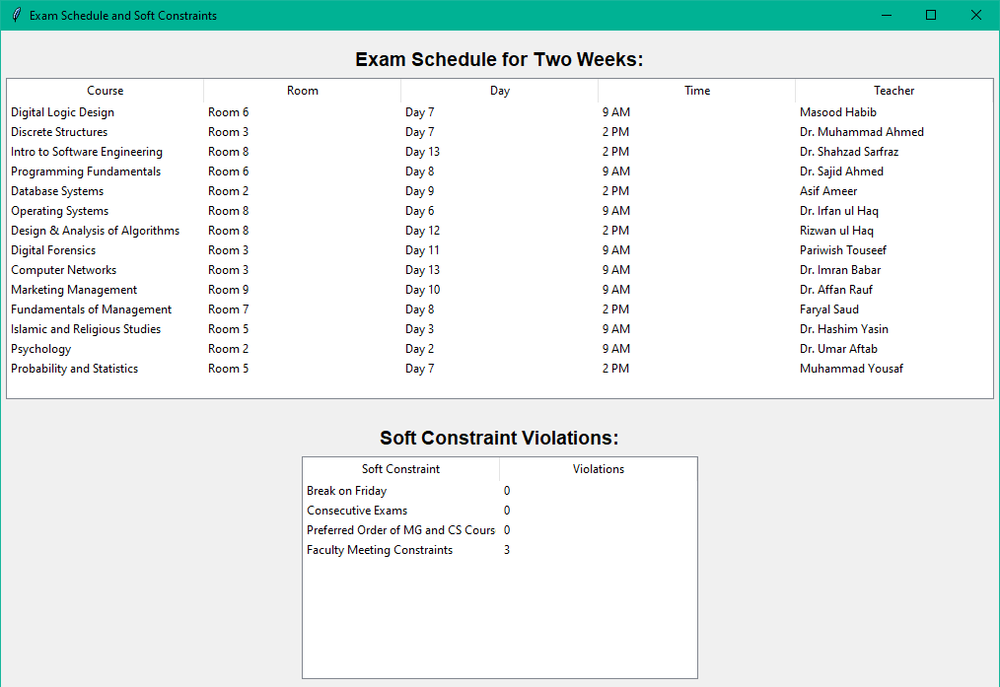 Exam Schedule and Soft Constraints
Exam Schedule for Two Weeks:
Course Room Day Time Teacher
Digital Logic Design Room 6 Day 7 9 AM Masood Habib
Discrete Structures Room 3 Day 7 2 PM Dr. Muhammad Ahmed
Intro to Software Engineering Room 8 Day 13 2 PM Dr. Shahzad Sarfraz
Programming Fundamentals Room 6 Day 8 9 AM Dr. Sajid Ahmed
Database Systems Room 2 Day 9 2 PM Asif Ameer
Operating Systems Room 8 Day 6 9 AM Dr. Irfan ul Haq
Design & Analysis of Algorithms Room 8 Day 12 2 PM Rizwan ul Haq
Digital Forensics Room 3 Day 11 9 AM Pariwish Touseef
Computer Networks Room 3 Day 13 9 AM Dr. Imran Babar
Marketing Management Room 9 Day 10 9 AM Dr. Affan Rauf
Fundamentals of Management Room 7 Day 8 2 PM Faryal Saud
Islamic and Religious Studies Room 5 Day 3 9 AM Dr. Hashim Yasin
Psychology Room 2 Day 2 9 AM Dr. Umar Aftab
Probability and Statistics Room 5 Day 7 2 PM Muhammad Yousaf
Soft Constraint Violations:
Soft Constraint Violations
Break on Friday 0
Consecutive Exams 0
Preferred Order of MG and CS Cours 0
Faculty Meeting Constraints 3